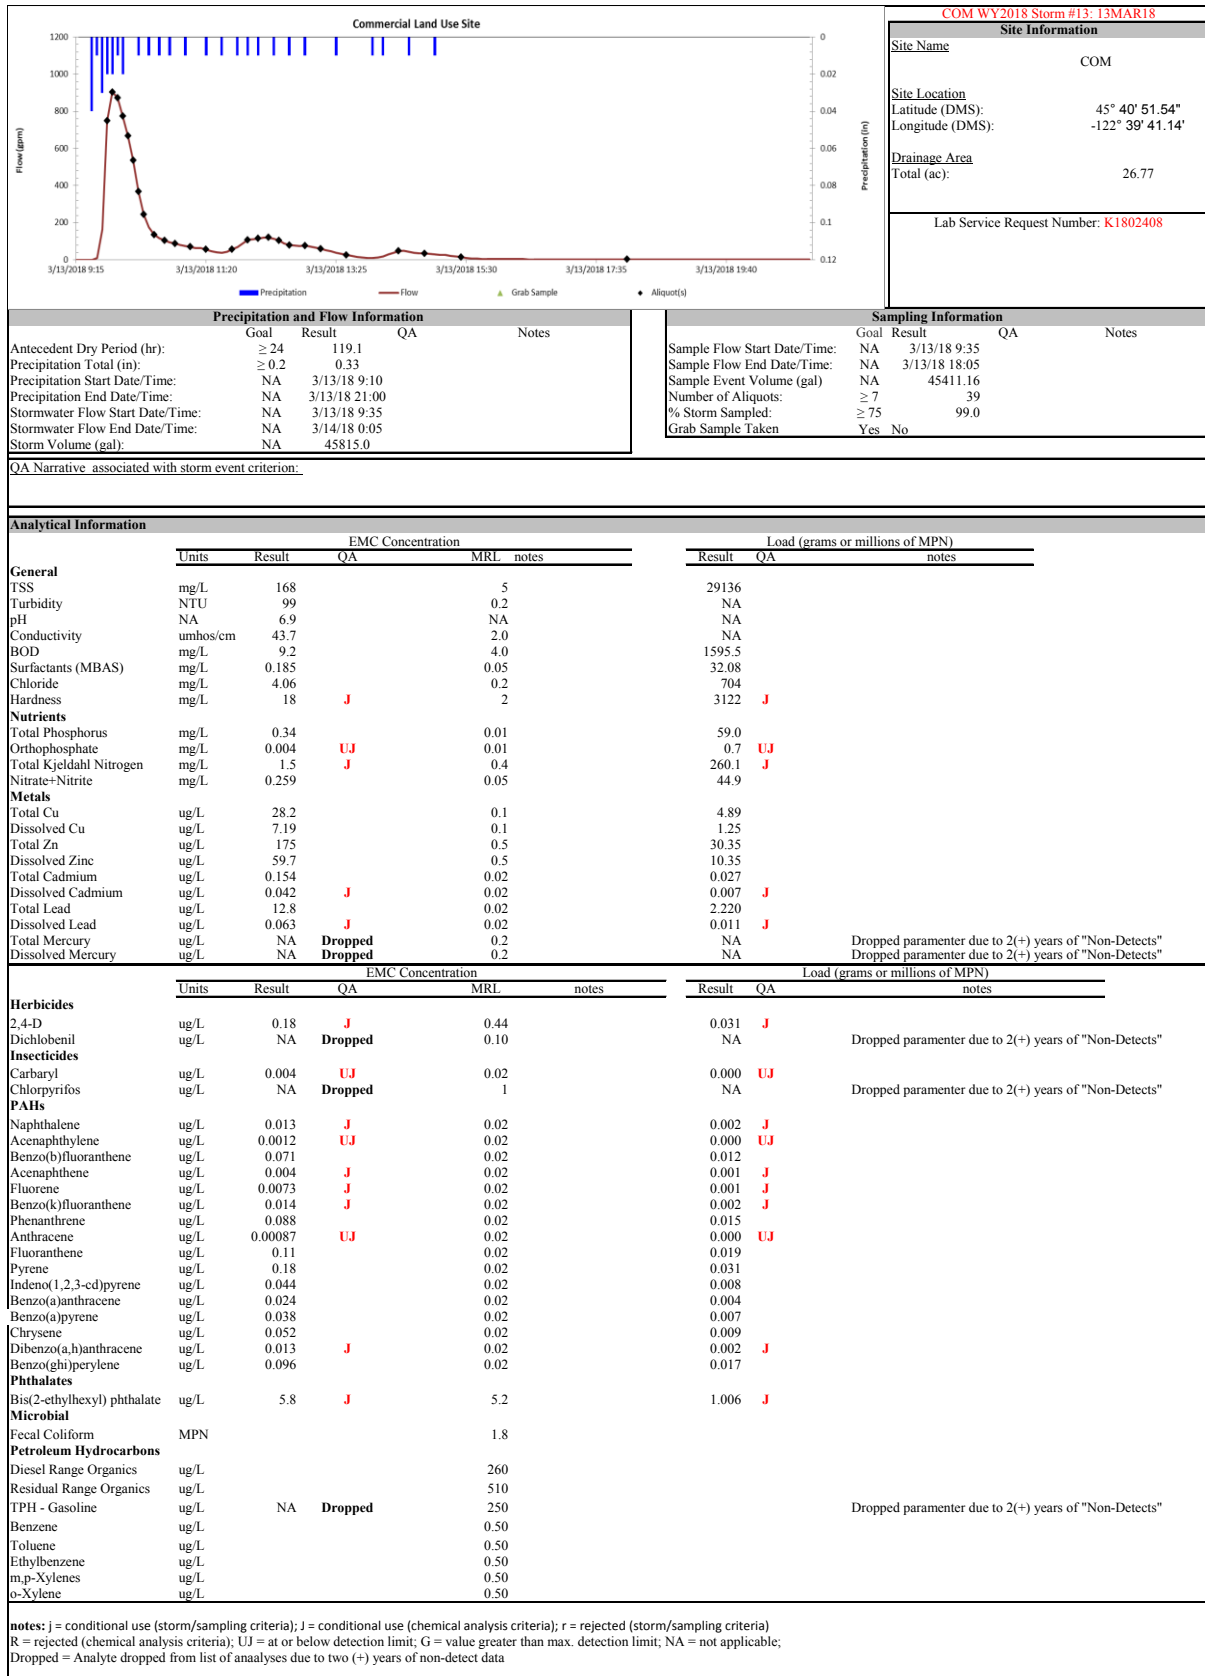 Commercial Land Use Site
1200
1000
800
600
400
200
0
Flow (gpm)
0
0.02
0.04
0.06
0.08
0.1
0.12
Precipitation (in)
3/13/2018 9:15 3/13/2018 11:20 3/13/2018 13:25 3/13/2018 15:30 3/13/2018 17:35 3/13/2018 19:40
Precipitation Flow Grab Sample Aliquot(s)
COM WY2018 Storm #13: 13MAR18
Site Information
Site Name
COM
Site Location
Latitude (DMS): 45° 40' 51.54"
Longitude (DMS): -122° 39' 41.14'
Drainage Area
Total (ac): 26.77
Lab Service Request Number: K1802408
Precipitation and Flow Information
Goal Result QA Notes
Antecedent Dry Period (hr): ≥ 24 119.1
Precipitation Total (in): ≥ 0.2 0.33
Precipitation Start Date/Time: NA 3/13/18 9:10
Precipitation End Date/Time: NA 3/13/18 21:00
Stormwater Flow Start Date/Time: NA 3/13/18 9:35
Stormwater Flow End Date/Time: NA 3/14/18 0:05
Storm Volume (gal): NA 45815.0
Sampling Information
Goal Result QA Notes
Sample Flow Start Date/Time: NA 3/13/18 9:35
Sample Flow End Date/Time: NA 3/13/18 18:05
Sample Event Volume (gal) NA 45411.16
Number of Aliquots: ≥ 7 39
% Storm Sampled: ≥ 75 99.0
Grab Sample Taken Yes No
QA Narrative associated with storm event criterion:
Analytical Information
EMC Concentration Load (grams or millions of MPN)
Units Result QA MRL notes Result QA notes
General
TSS mg/L 168 5 29136
Turbidity NTU 99 0.2 NA
pH NA 6.9 NA NA
Conductivity umhos/cm 43.7 2.0 NA
BOD mg/L 9.2 4.0 1595.5
Surfactants (MBAS) mg/L 0.185 0.05 32.08
Chloride mg/L 4.06 0.2 704
Hardness mg/L 18 J 2 3122 J
Nutrients
Total Phosphorus mg/L 0.34 0.01 59.0
Orthophosphate mg/L 0.004 UJ 0.01 0.7 UJ
Total Kjeldahl Nitrogen mg/L 1.5 J 0.4 260.1 J
Nitrate+Nitrite mg/L 0.259 0.05 44.9
Metals
Total Cu ug/L 28.2 0.1 4.89
Dissolved Cu ug/L 7.19 0.1 1.25
Total Zn ug/L 175 0.5 30.35
Dissolved Zinc ug/L 59.7 0.5 10.35
Total Cadmium ug/L 0.154 0.02 0.027
Dissolved Cadmium ug/L 0.042 J 0.02 0.007 J
Total Lead ug/L 12.8 0.02 2.220
Dissolved Lead ug/L 0.063 J 0.02 0.011 J
Total Mercury ug/L NA Dropped 0.2 NA Dropped paramenter due to 2(+) years of "Non-Detects"
Dissolved Mercury ug/L NA Dropped 0.2 NA Dropped paramenter due to 2(+) years of "Non-Detects"
EMC Concentration Load (grams or millions of MPN)
Units Result QA MRL notes Result QA notes
Herbicides
2,4-D ug/L 0.18 J 0.44 0.031 J
Dichlobenil ug/L NA Dropped 0.10 NA Dropped paramenter due to 2(+) years of "Non-Detects"
Insecticides
Carbaryl ug/L 0.004 UJ 0.02 0.000 UJ
Chlorpyrifos ug/L NA Dropped 1 NA Dropped paramenter due to 2(+) years of "Non-Detects"
PAHs
Naphthalene ug/L 0.013 J 0.02 0.002 J
Acenaphthylene ug/L 0.0012 UJ 0.02 0.000 UJ
Benzo(b)fluoranthene ug/L 0.071 0.02 0.012
Acenaphthene ug/L 0.004 J 0.02 0.001 J
Fluorene ug/L 0.0073 J 0.02 0.001 J
Benzo(k)fluoranthene ug/L 0.014 J 0.02 0.002 J
Phenanthrene ug/L 0.088 0.02 0.015
Anthracene ug/L 0.00087 UJ 0.02 0.000 UJ
Fluoranthene ug/L 0.11 0.02 0.019
Pyrene ug/L 0.18 0.02 0.031
Indeno(1,2,3-cd)pyrene ug/L 0.044 0.02 0.008
Benzo(a)anthracene ug/L 0.024 0.02 0.004
Benzo(a)pyrene ug/L 0.038 0.02 0.007
Chrysene ug/L 0.052 0.02 0.009
Dibenzo(a,h)anthracene ug/L 0.013 J 0.02 0.002 J
Benzo(ghi)perylene ug/L 0.096 0.02 0.017
Phthalates
Bis(2-ethylhexyl) phthalate ug/L 5.8 J 5.2 1.006 J
Microbial
Fecal Coliform MPN 1.8
Petroleum Hydrocarbons
Diesel Range Organics ug/L 260
Residual Range Organics ug/L 510
TPH - Gasoline ug/L NA Dropped 250 Dropped paramenter due to 2(+) years of "Non-Detects"
Benzene ug/L 0.50
Toluene ug/L 0.50
Ethylbenzene ug/L 0.50
m,p-Xylenes ug/L 0.50
o-Xylene ug/L 0.50
notes: j = conditional use (storm/sampling criteria); J = conditional use (chemical analysis criteria); r = rejected (storm/sampling criteria)
R = rejected (chemical analysis criteria); UJ = at or below detection limit; G = value greater than max. detection limit; NA = not applicable;
Dropped = Analyte dropped from list of anaalyses due to two (+) years of non-detect data